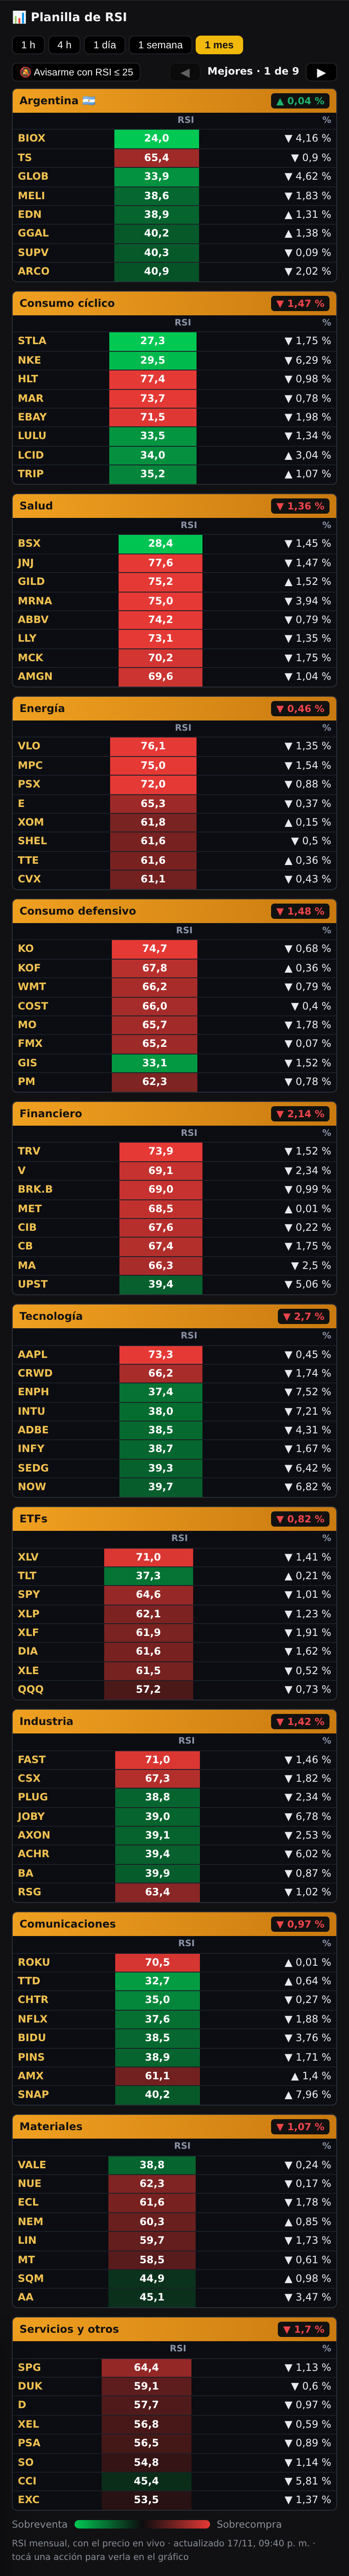 📊 Planilla de RSI
1 h 4 h 1 día 1 semana 1 mes
🔕 Avisarme con RSI ≤ 25 ◀ Mejores · 1 de 9 ▶
Argentina 🇦🇷 ▲ 0,04 %
RSI %
BIOX 24,0 ▼ 4,16 %
TS 65,4 ▼ 0,9 %
GLOB 33,9 ▼ 4,62 %
MELI 38,6 ▼ 1,83 %
EDN 38,9 ▲ 1,31 %
GGAL 40,2 ▲ 1,38 %
SUPV 40,3 ▼ 0,09 %
ARCO 40,9 ▼ 2,02 %
Consumo cíclico ▼ 1,47 %
RSI %
STLA 27,3 ▼ 1,75 %
NKE 29,5 ▼ 6,29 %
HLT 77,4 ▼ 0,98 %
MAR 73,7 ▼ 0,78 %
EBAY 71,5 ▼ 1,98 %
LULU 33,5 ▼ 1,34 %
LCID 34,0 ▲ 3,04 %
TRIP 35,2 ▲ 1,07 %
Salud ▼ 1,36 %
RSI %
BSX 28,4 ▼ 1,45 %
JNJ 77,6 ▼ 1,47 %
GILD 75,2 ▲ 1,52 %
MRNA 75,0 ▼ 3,94 %
ABBV 74,2 ▼ 0,79 %
LLY 73,1 ▼ 1,35 %
MCK 70,2 ▼ 1,75 %
AMGN 69,6 ▼ 1,04 %
Energía ▼ 0,46 %
RSI %
VLO 76,1 ▼ 1,35 %
MPC 75,0 ▼ 1,54 %
PSX 72,0 ▼ 0,88 %
E 65,3 ▼ 0,37 %
XOM 61,8 ▲ 0,15 %
SHEL 61,6 ▼ 0,5 %
TTE 61,6 ▲ 0,36 %
CVX 61,1 ▼ 0,43 %
Consumo defensivo ▼ 1,48 %
RSI %
KO 74,7 ▼ 0,68 %
KOF 67,8 ▲ 0,36 %
WMT 66,2 ▼ 0,79 %
COST 66,0 ▼ 0,4 %
MO 65,7 ▼ 1,78 %
FMX 65,2 ▼ 0,07 %
GIS 33,1 ▼ 1,52 %
PM 62,3 ▼ 0,78 %
Financiero ▼ 2,14 %
RSI %
TRV 73,9 ▼ 1,52 %
V 69,1 ▼ 2,34 %
BRK.B 69,0 ▼ 0,99 %
MET 68,5 ▲ 0,01 %
CIB 67,6 ▼ 0,22 %
CB 67,4 ▼ 1,75 %
MA 66,3 ▼ 2,5 %
UPST 39,4 ▼ 5,06 %
Tecnología ▼ 2,7 %
RSI %
AAPL 73,3 ▼ 0,45 %
CRWD 66,2 ▼ 1,74 %
ENPH 37,4 ▼ 7,52 %
INTU 38,0 ▼ 7,21 %
ADBE 38,5 ▼ 4,31 %
INFY 38,7 ▼ 1,67 %
SEDG 39,3 ▼ 6,42 %
NOW 39,7 ▼ 6,82 %
ETFs ▼ 0,82 %
RSI %
XLV 71,0 ▼ 1,41 %
TLT 37,3 ▲ 0,21 %
SPY 64,6 ▼ 1,01 %
XLP 62,1 ▼ 1,23 %
XLF 61,9 ▼ 1,91 %
DIA 61,6 ▼ 1,62 %
XLE 61,5 ▼ 0,52 %
QQQ 57,2 ▼ 0,73 %
Industria ▼ 1,42 %
RSI %
FAST 71,0 ▼ 1,46 %
CSX 67,3 ▼ 1,82 %
PLUG 38,8 ▼ 2,34 %
JOBY 39,0 ▼ 6,78 %
AXON 39,1 ▼ 2,53 %
ACHR 39,4 ▼ 6,02 %
BA 39,9 ▼ 0,87 %
RSG 63,4 ▼ 1,02 %
Comunicaciones ▼ 0,97 %
RSI %
ROKU 70,5 ▲ 0,01 %
TTD 32,7 ▲ 0,64 %
CHTR 35,0 ▼ 0,27 %
NFLX 37,6 ▼ 1,88 %
BIDU 38,5 ▼ 3,76 %
PINS 38,9 ▼ 1,71 %
AMX 61,1 ▲ 1,4 %
SNAP 40,2 ▲ 7,96 %
Materiales ▼ 1,07 %
RSI %
VALE 38,8 ▼ 0,24 %
NUE 62,3 ▼ 0,17 %
ECL 61,6 ▼ 1,78 %
NEM 60,3 ▲ 0,85 %
LIN 59,7 ▼ 1,73 %
MT 58,5 ▼ 0,61 %
SQM 44,9 ▲ 0,98 %
AA 45,1 ▼ 3,47 %
Servicios y otros ▼ 1,7 %
RSI %
SPG 64,4 ▼ 1,13 %
DUK 59,1 ▼ 0,6 %
D 57,7 ▼ 0,97 %
XEL 56,8 ▼ 0,59 %
PSA 56,5 ▼ 0,89 %
SO 54,8 ▼ 1,14 %
CCI 45,4 ▼ 5,81 %
EXC 53,5 ▼ 1,37 %
Sobreventa Sobrecompra
RSI mensual, con el precio en vivo · actualizado 17/11, 09:40 p. m. ·
tocá una acción para verla en el gráfico